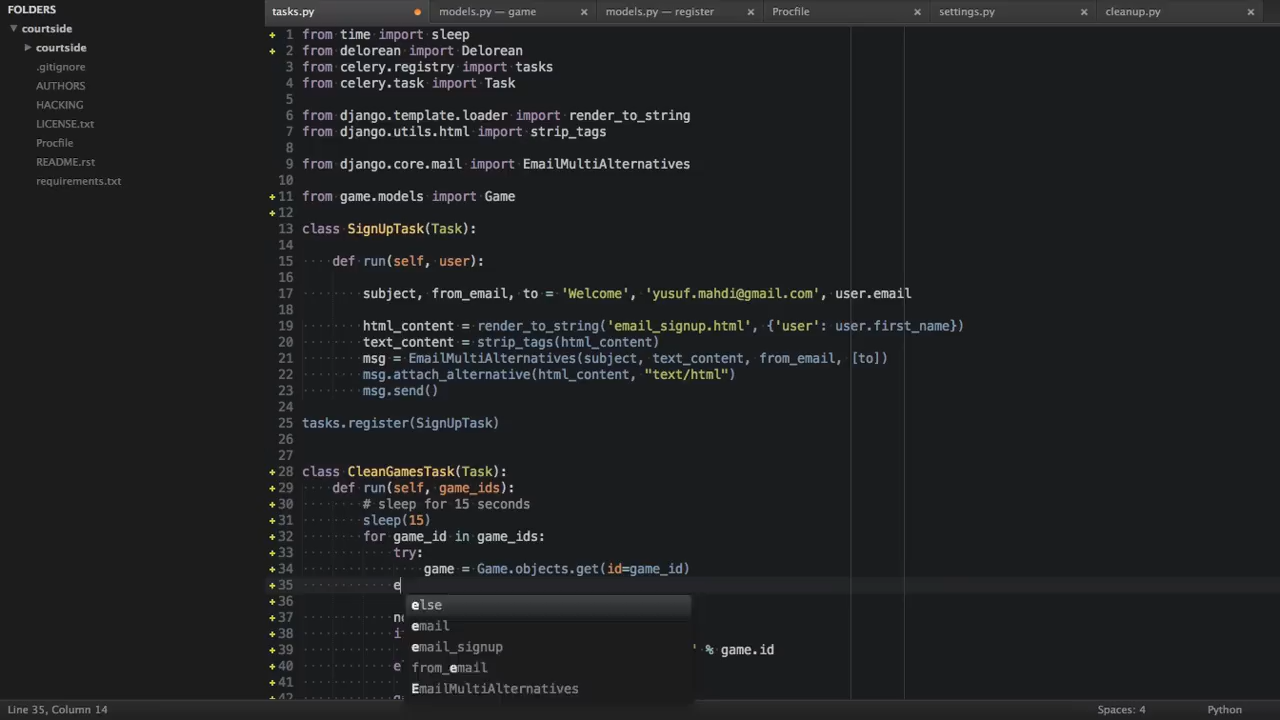 FOLDERS
courtside
courtside
.gitignore
AUTHORS
HACKING
LICENSE.txt
Procfile
README.rst
requirements.txt
tasks.py
models.py — game
models.py — register
Procfile
settings.py
cleanup.py
1 from time import sleep
2 from delorean import Delorean
3 from celery.registry import tasks
4 from celery.task import Task
5
6 from django.template.loader import render_to_string
7 from django.utils.html import strip_tags
8
9 from django.core.mail import EmailMultiAlternatives
10
11 from game.models import Game
12
13 class SignUpTask(Task):
14
15 def run(self, user):
16
17 subject, from_email, to = 'Welcome', 'yusuf.mahdi@gmail.com', user.email
18
19 html_content = render_to_string('email_signup.html', {'user': user.first_name})
20 text_content = strip_tags(html_content)
21 msg = EmailMultiAlternatives(subject, text_content, from_email, [to])
22 msg.attach_alternative(html_content, "text/html")
23 msg.send()
24
25 tasks.register(SignUpTask)
26
27
28 class CleanGamesTask(Task):
29 def run(self, game_ids):
30 # sleep for 15 seconds
31 sleep(15)
32 for game_id in game_ids:
33 try:
34 game = Game.objects.get(id=game_id)
35 e
36
37
38
39 ' % game.id
40
41
42
else
email
email_signup
from_email
EmailMultiAlternatives
Line 35, Column 14
Spaces: 4
Python